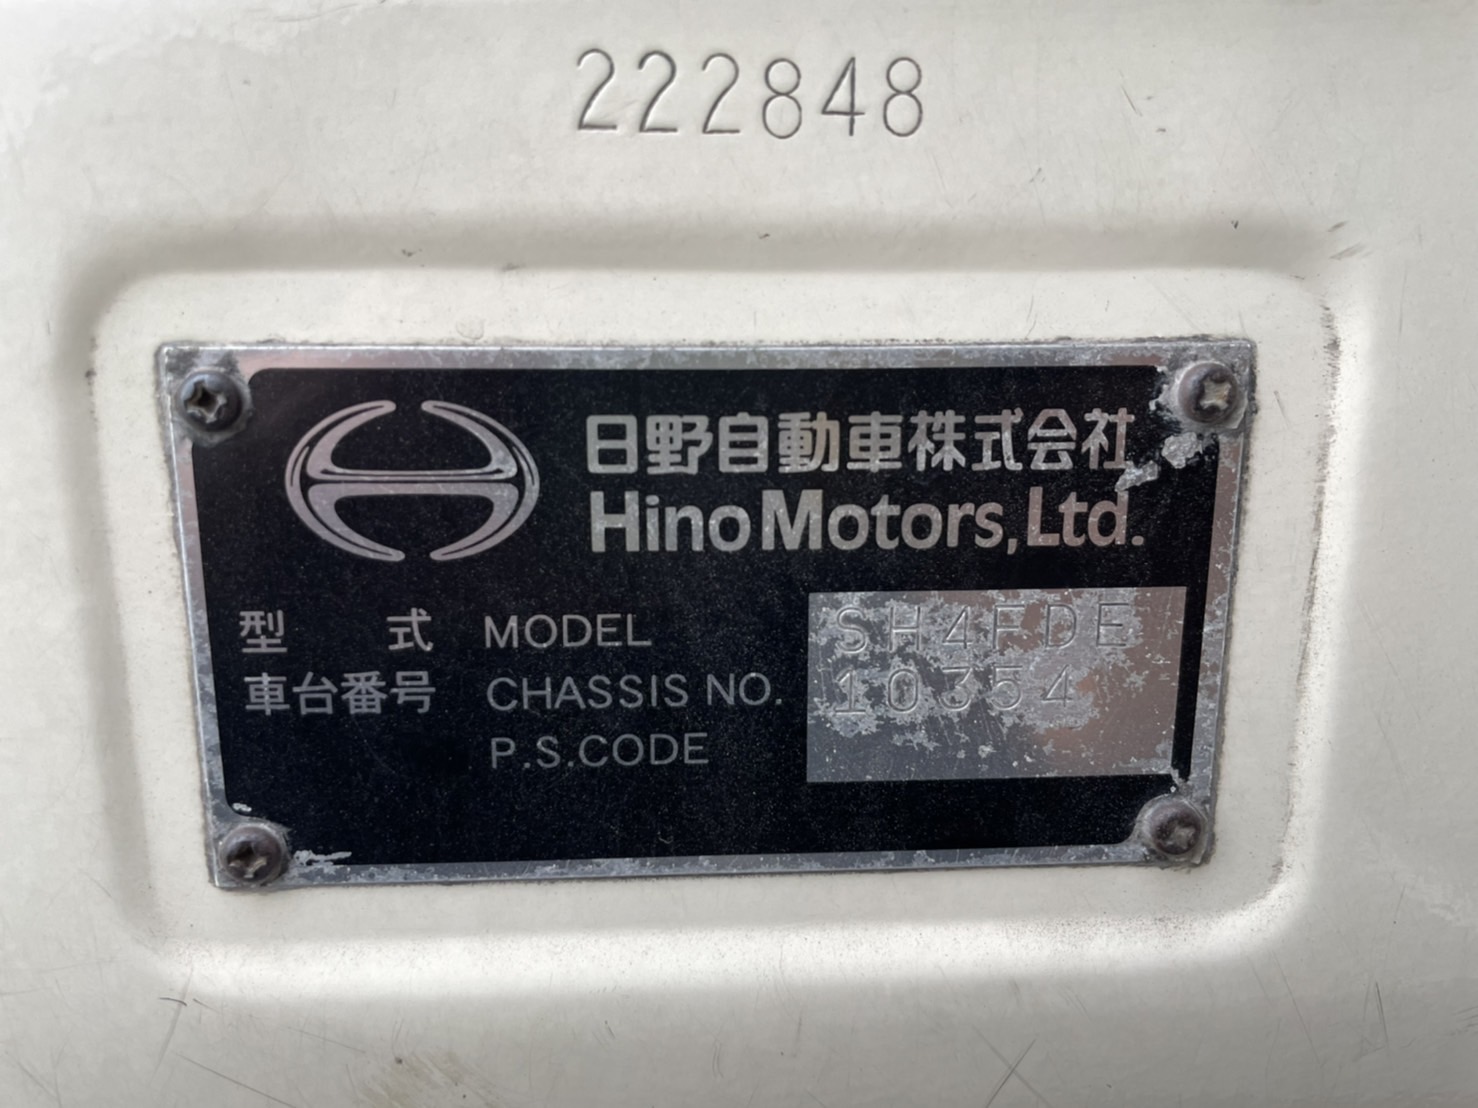 222848
日野自動車株式会社
Hino Motors, Ltd.
型式 MODEL SH4FDE
車台番号 CHASSIS NO. 10354
P.S.CODE